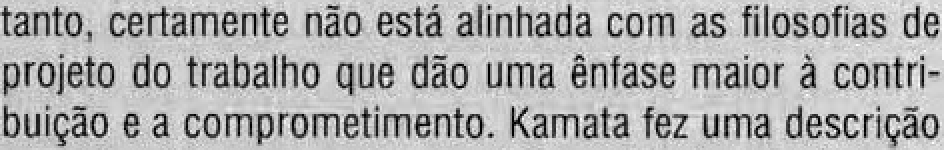 tanto, certamente não está alinhada com as filosofias de
projeto do trabalho que dão uma ênfase maior à contri-
buição e a comprometimento. Kamata fez uma descrição